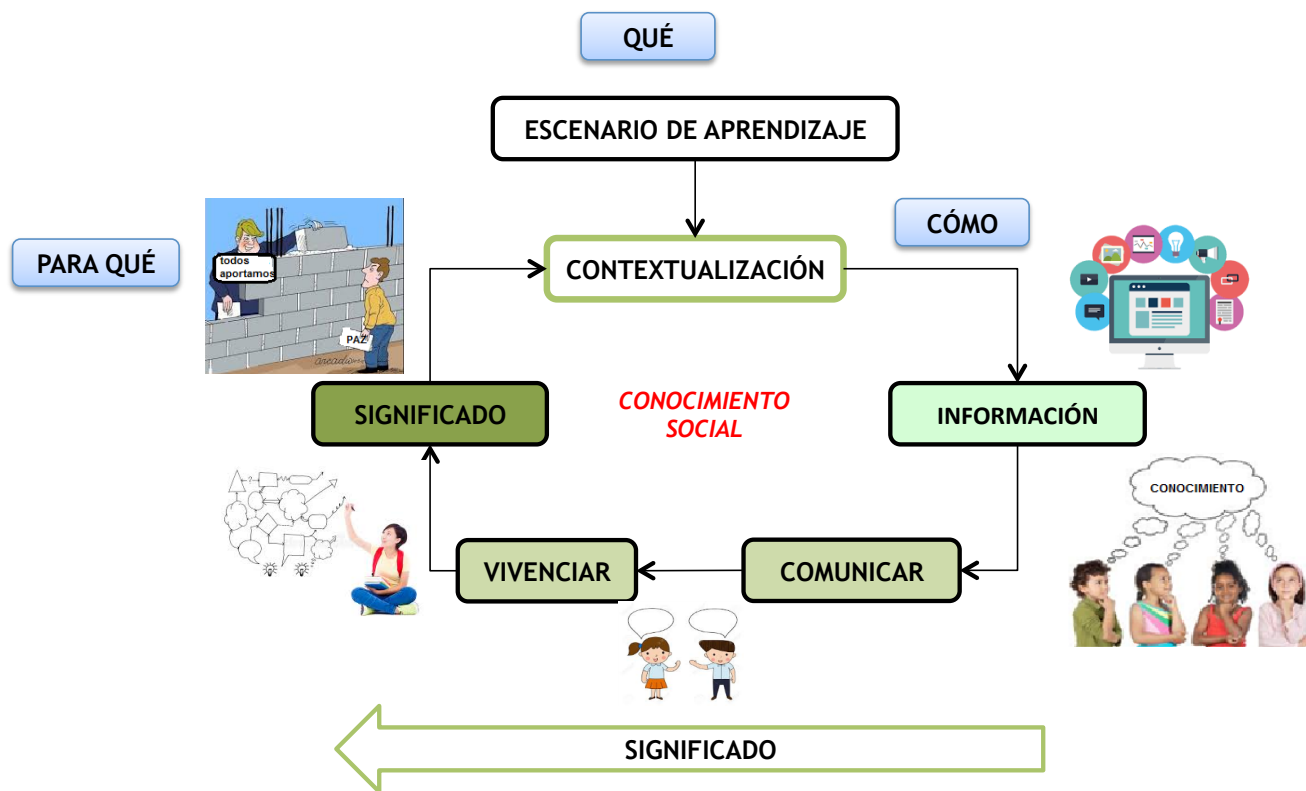 QUÉ
ESCENARIO DE APRENDIZAJE
CÓMO
PARA QUÉ
todos
aportamos
PAZ
arcadio
CONTEXTUALIZACIÓN
SIGNIFICADO
CONOCIMIENTO
SOCIAL
INFORMACIÓN
CONOCIMIENTO
VIVENCIAR
COMUNICAR
SIGNIFICADO